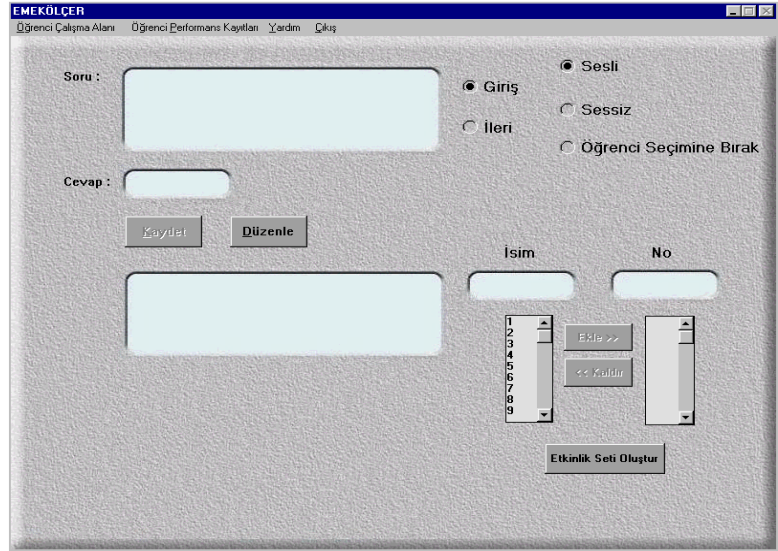 EMEKÖLÇER
Öğrenci Çalışma Alanı Öğrenci Performans Kayıtları Yardım Çıkış
Soru :
Giriş
İleri
Sesli
Sessiz
Öğrenci Seçimine Bırak
Cevap :
Kaydet Düzenle
İsim No
1
2
3
4
5
6
7
8
9
Ekle >>
<< Kaldır
Etkinlik Seti Oluştur